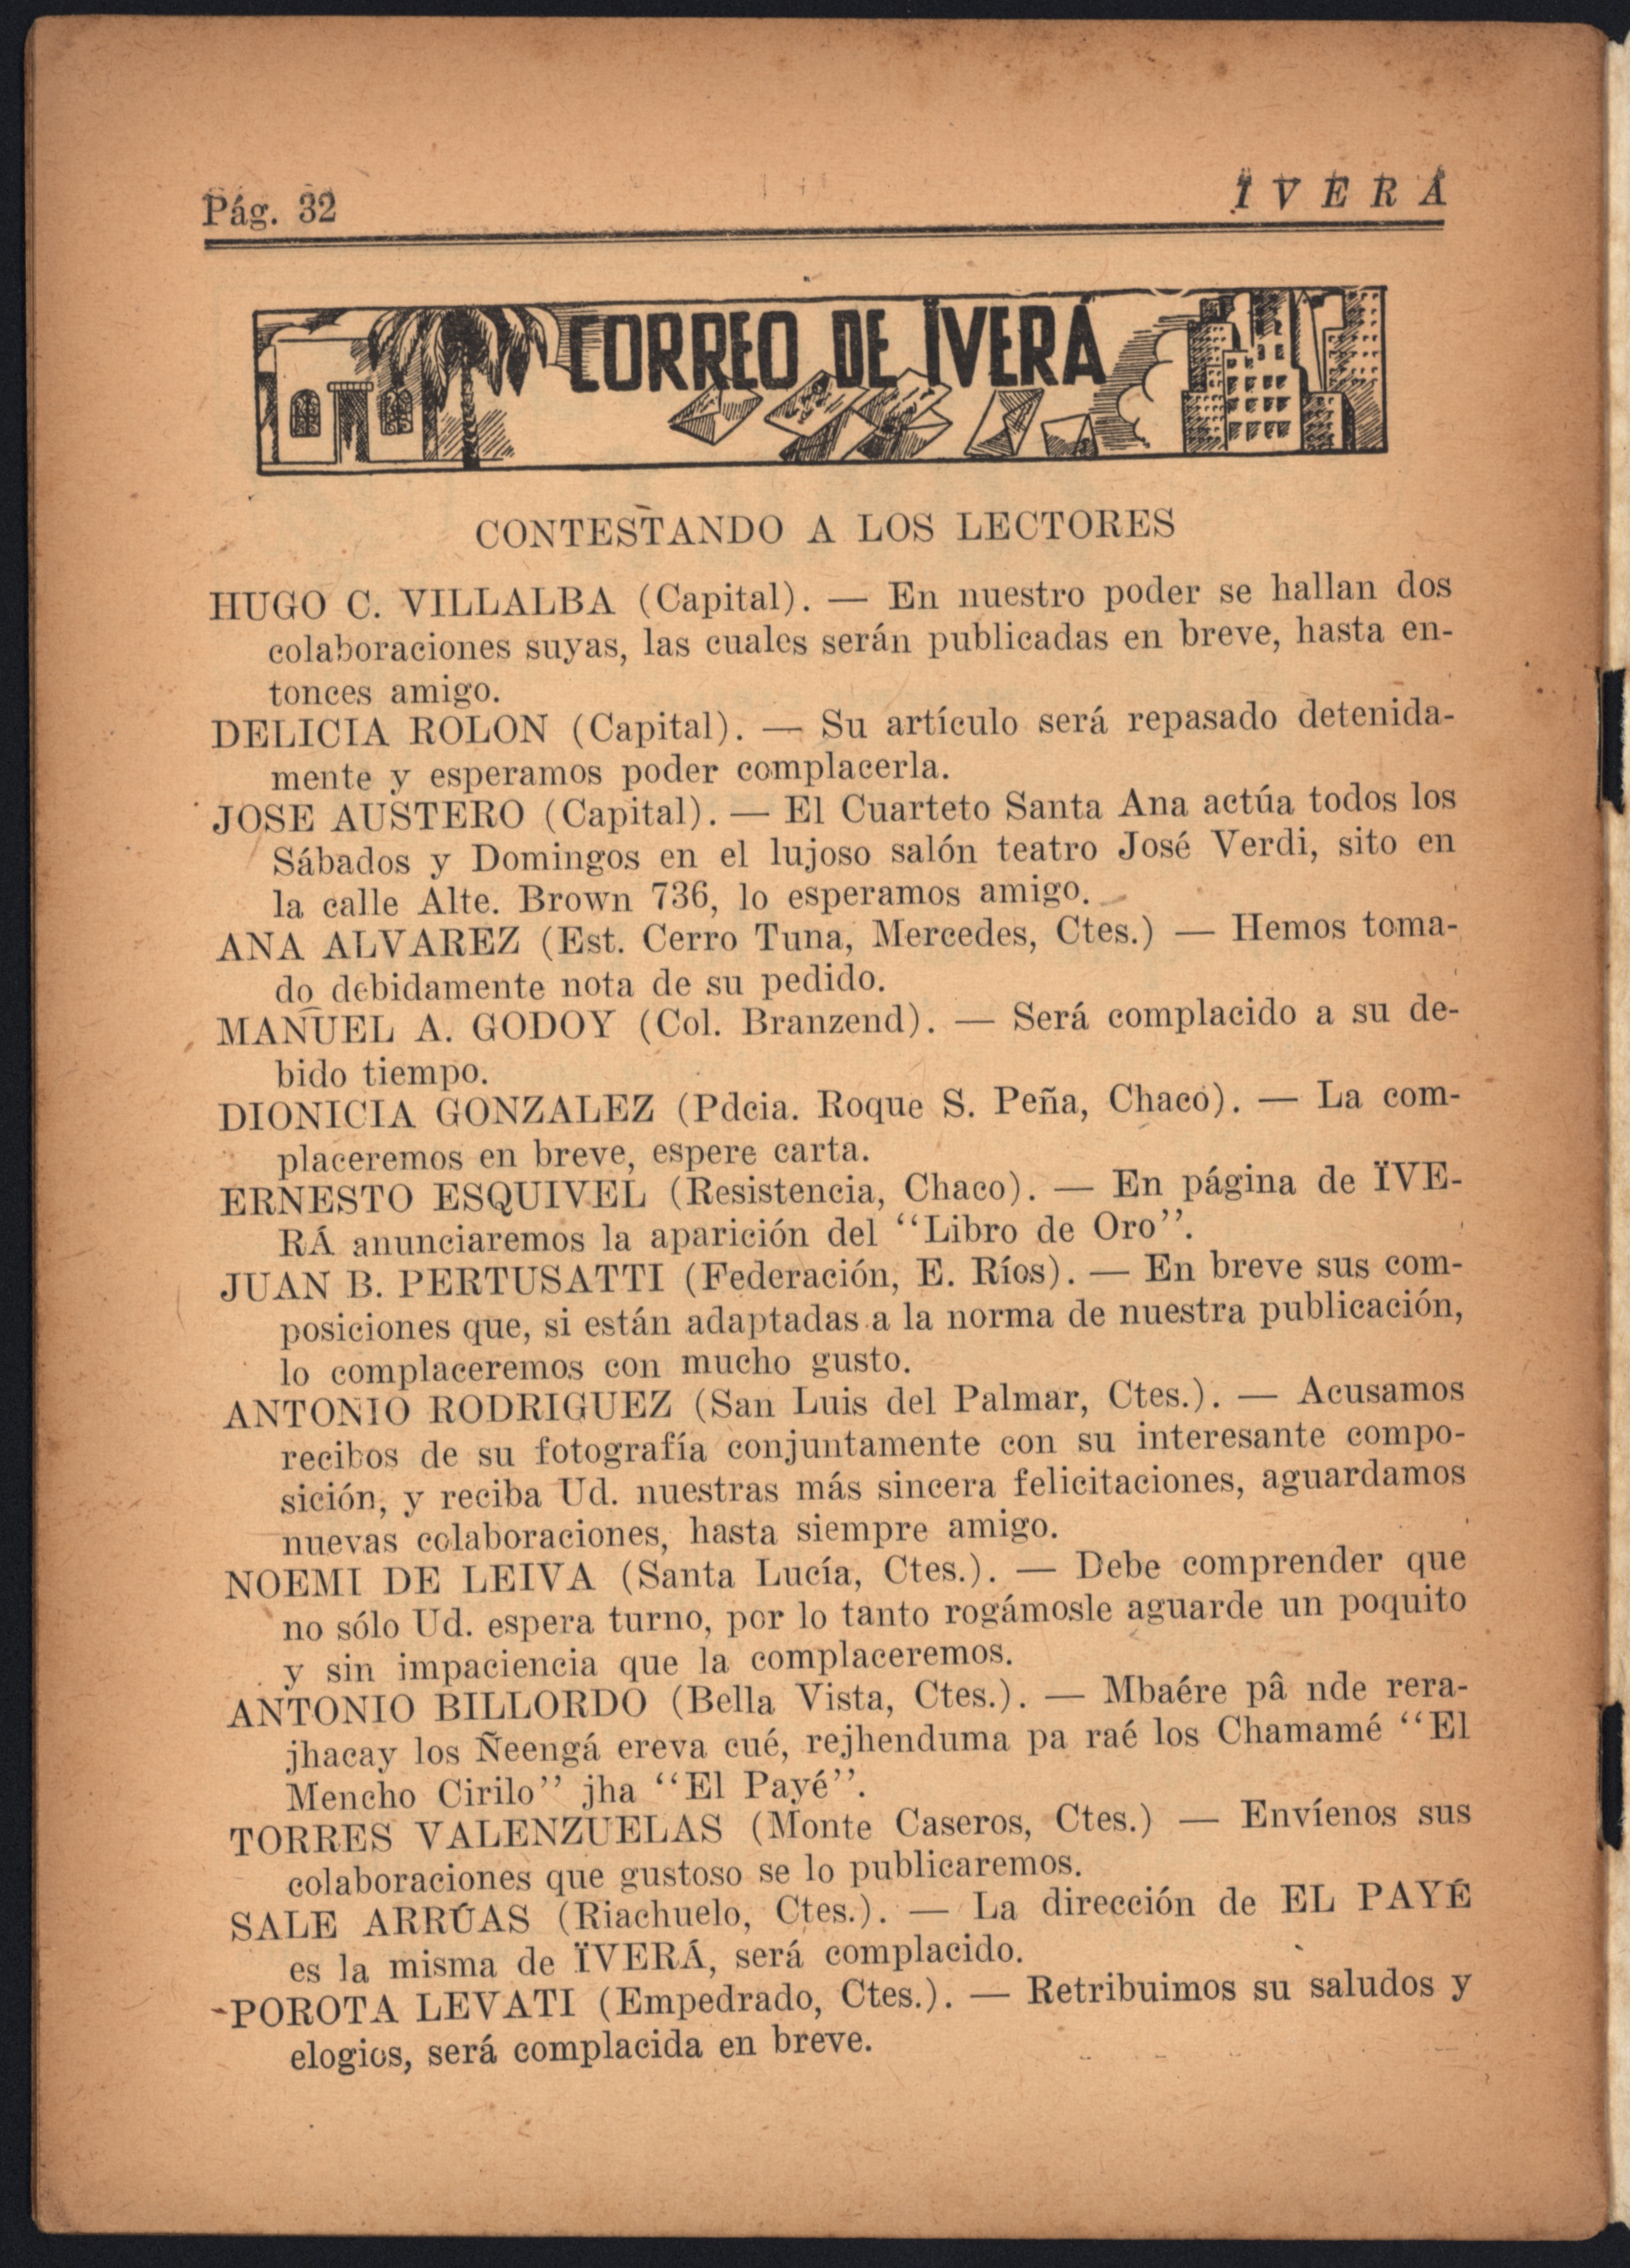 Pág. 32
ÏVERÁ
CORREO DE ÏVERÁ
CONTESTANDO A LOS LECTORES
HUGO C. VILLALBA (Capital). — En nuestro poder se hallan dos
colaboraciones suyas, las cuales serán publicadas en breve, hasta en-
tonces amigo.
DELICIA ROLON (Capital). — Su artículo será repasado detenida-
mente y esperamos poder complacerla.
JOSE AUSTERO (Capital). — El Cuarteto Santa Ana actúa todos los
Sábados y Domingos en el lujoso salón teatro José Verdi, sito en
la calle Alte. Brown 736, lo esperamos amigo.
ANA ALVAREZ (Est. Cerro Tuna, Mercedes, Ctes.) — Hemos toma-
do debidamente nota de su pedido.
MANUEL A. GODOY (Col. Branzend). — Será complacido a su de-
bido tiempo.
DIONICIA GONZALEZ (Pdcia. Roque S. Peña, Chaco). — La com-
placeremos en breve, espere carta.
ERNESTO ESQUIVEL (Resistencia, Chaco). — En página de ÏVE-
RÁ anunciaremos la aparición del "Libro de Oro".
JUAN B. PERTUSATTI (Federación, E. Ríos). — En breve sus com-
posiciones que, si están adaptadas a la norma de nuestra publicación,
lo complaceremos con mucho gusto.
ANTONIO RODRIGUEZ (San Luis del Palmar, Ctes.). — Acusamos
recibos de su fotografía conjuntamente con su interesante compo-
sición, y reciba Ud. nuestras más sincera felicitaciones, aguardamos
nuevas colaboraciones, hasta siempre amigo.
NOEMI DE LEIVA (Santa Lucía, Ctes.). — Debe comprender que
no sólo Ud. espera turno, por lo tanto rogámosle aguarde un poquito
y sin impaciencia que la complaceremos.
ANTONIO BILLORDO (Bella Vista, Ctes.). — Mbaére pâ nde rera-
jhacay los Ñeengá ereva cué, rejhenduma pa raé los Chamamé "El
Mencho Cirilo" jha "El Payé".
TORRES VALENZUELAS (Monte Caseros, Ctes.) — Envíenos sus
colaboraciones que gustoso se lo publicaremos.
SALE ARRÚAS (Riachuelo, Ctes.). — La dirección de EL PAYÉ
es la misma de ÏVERÁ, será complacido.
POROTA LEVATI (Empedrado, Ctes.). — Retribuimos su saludos y
elogios, será complacida en breve.